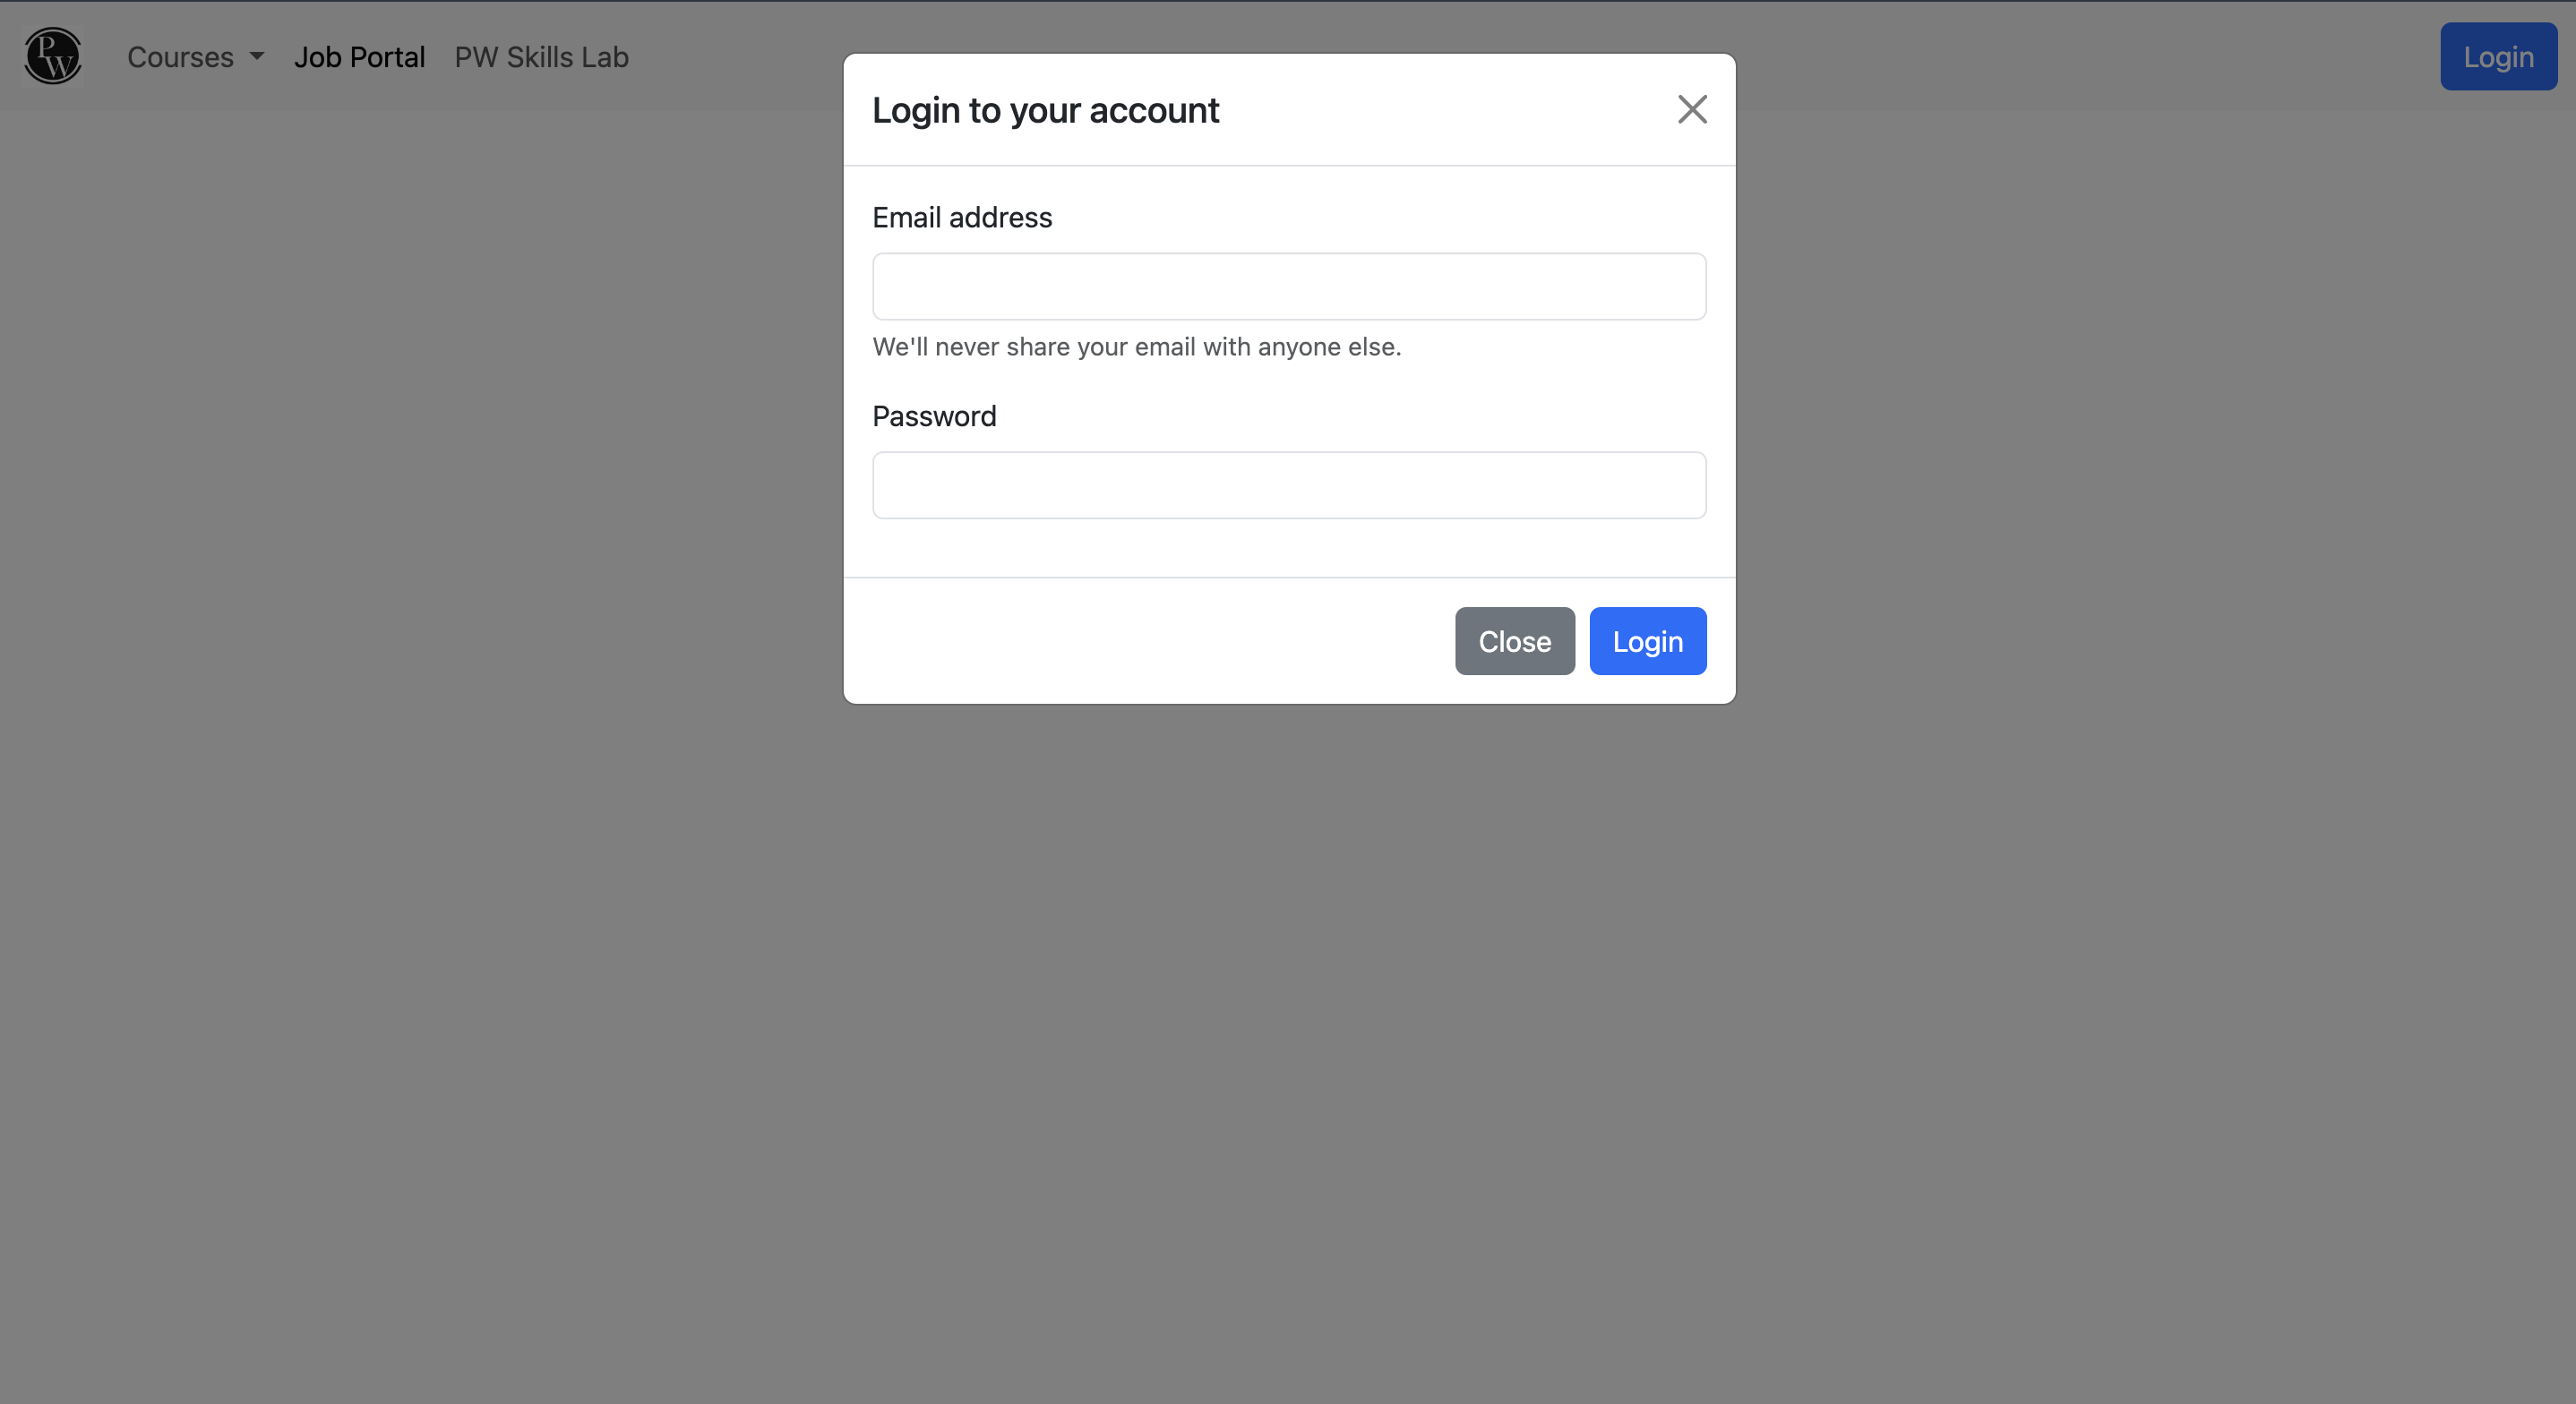 PW
Courses
Job Portal
PW Skills Lab
Login
Login to your account
Email address
We'll never share your email with anyone else.
Password
Close
Login